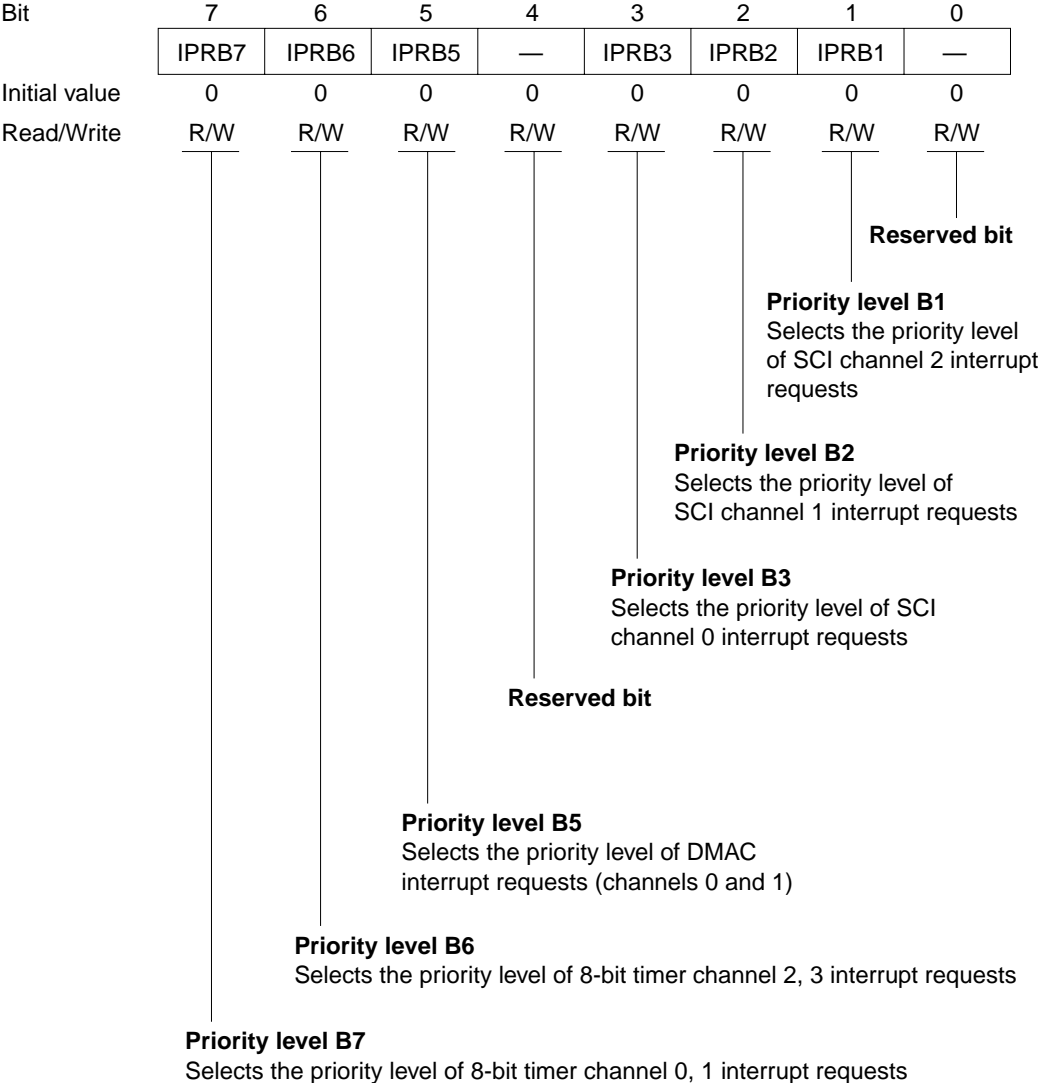 Bit 7 6 5 4 3 2 1 0
IPRB7 IPRB6 IPRB5 — IPRB3 IPRB2 IPRB1 —
Initial value 0 0 0 0 0 0 0 0
Read/Write R/W R/W R/W R/W R/W R/W R/W R/W
Reserved bit
Priority level B1
Selects the priority level
of SCI channel 2 interrupt
requests
Priority level B2
Selects the priority level of
SCI channel 1 interrupt requests
Priority level B3
Selects the priority level of SCI
channel 0 interrupt requests
Reserved bit
Priority level B5
Selects the priority level of DMAC
interrupt requests (channels 0 and 1)
Priority level B6
Selects the priority level of 8-bit timer channel 2, 3 interrupt requests
Priority level B7
Selects the priority level of 8-bit timer channel 0, 1 interrupt requests